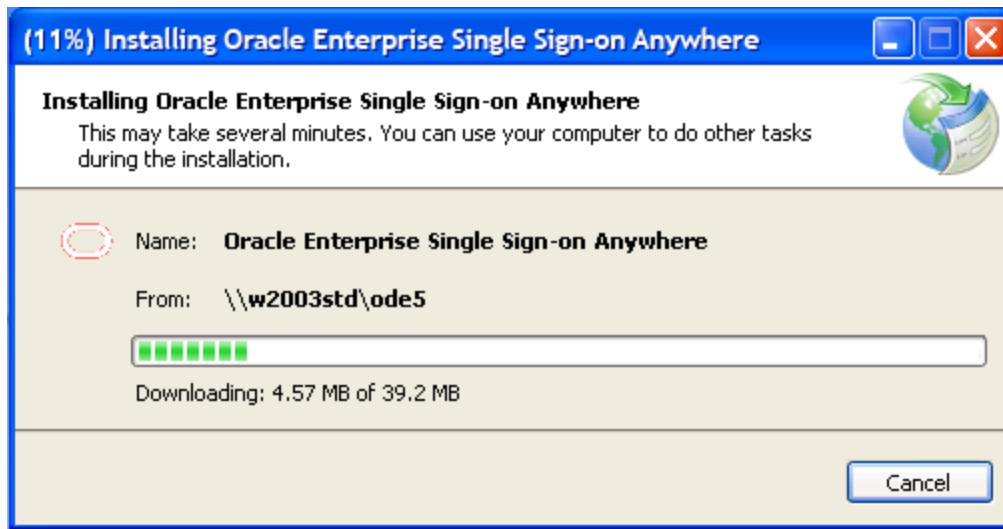 (11%) Installing Oracle Enterprise Single Sign-on Anywhere
Installing Oracle Enterprise Single Sign-on Anywhere
This may take several minutes. You can use your computer to do other tasks
during the installation.
Name: Oracle Enterprise Single Sign-on Anywhere
From: \\w2003std\ode5
Downloading: 4.57 MB of 39.2 MB
Cancel